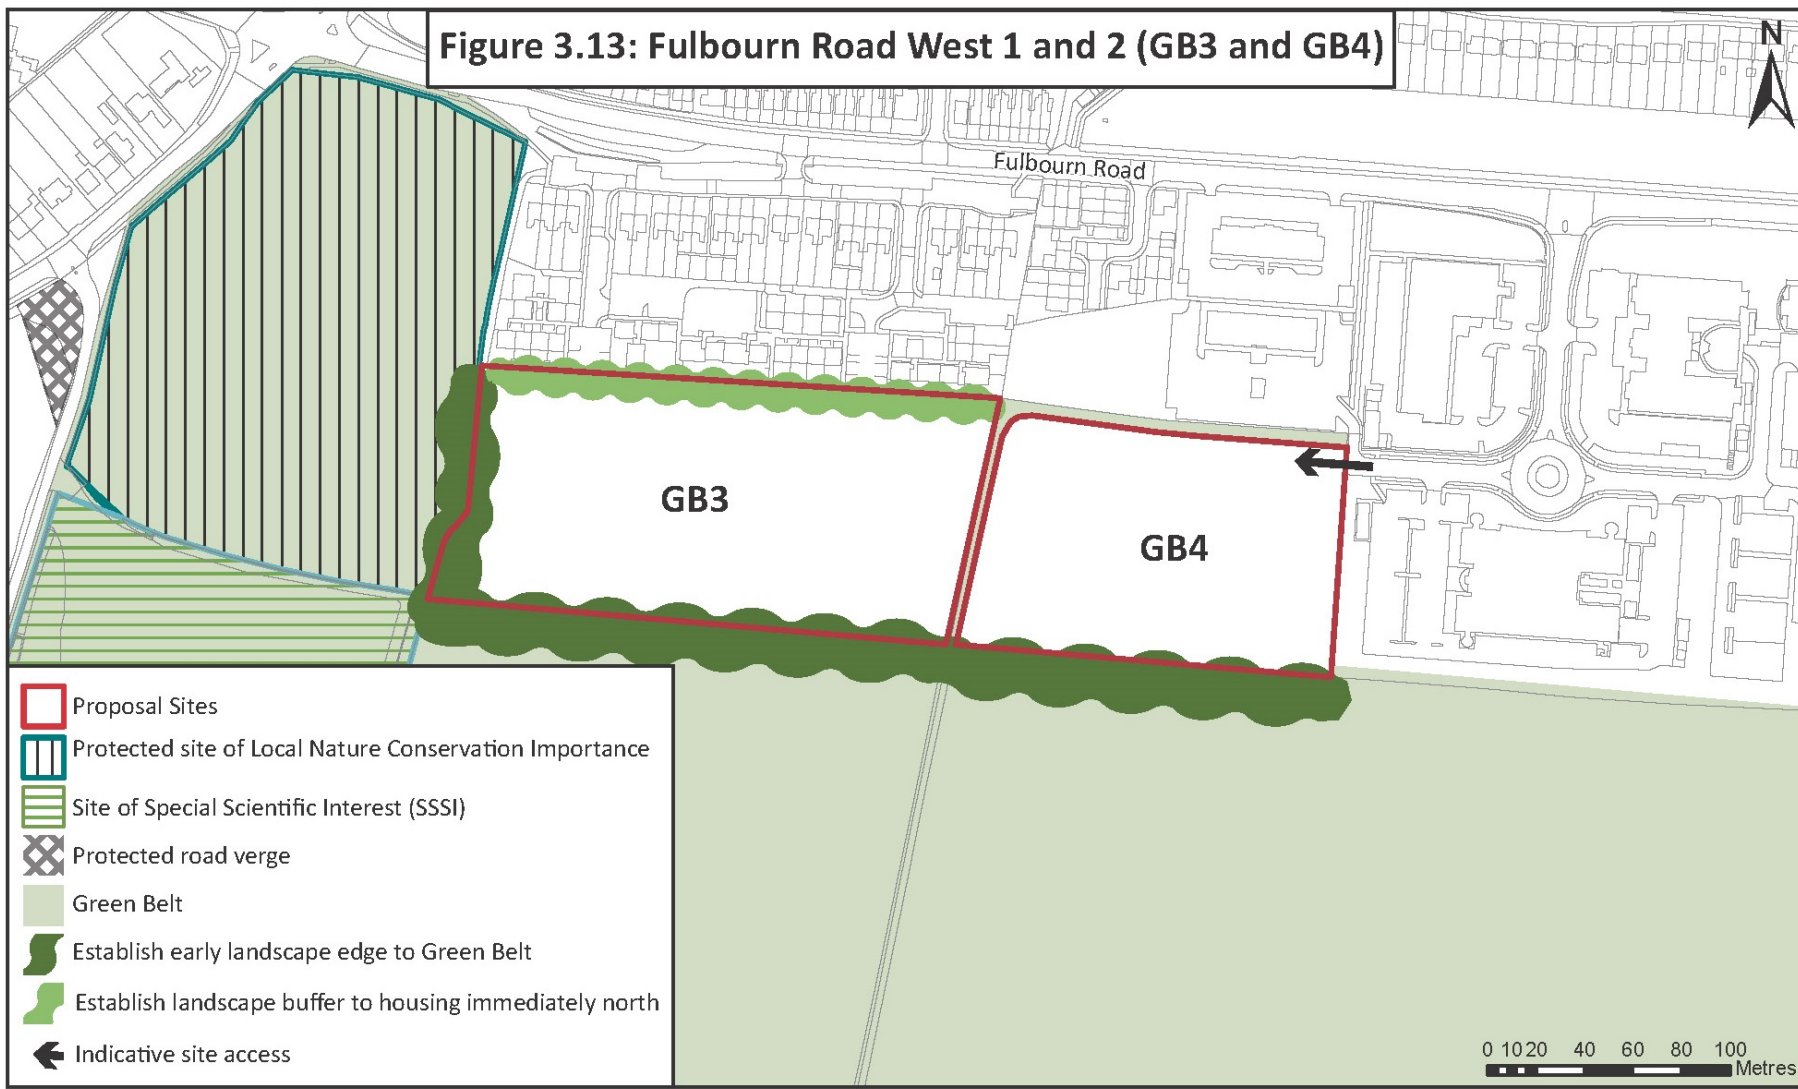 Figure 3.13: Fulbourn Road West 1 and 2 (GB3 and GB4)
N
Fulbourn Road
GB3
GB4
Proposal Sites
Protected site of Local Nature Conservation Importance
Site of Special Scientific Interest (SSSI)
Protected road verge
Green Belt
Establish early landscape edge to Green Belt
Establish landscape buffer to housing immediately north
Indicative site access
0 10 20 40 60 80 100
Metres